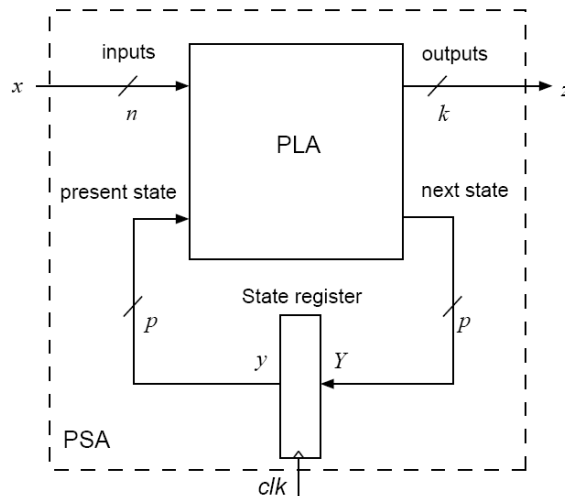 inputs
outputs
x
z
n
k
PLA
present state
next state
State register
p
p
y
Y
PSA
clk